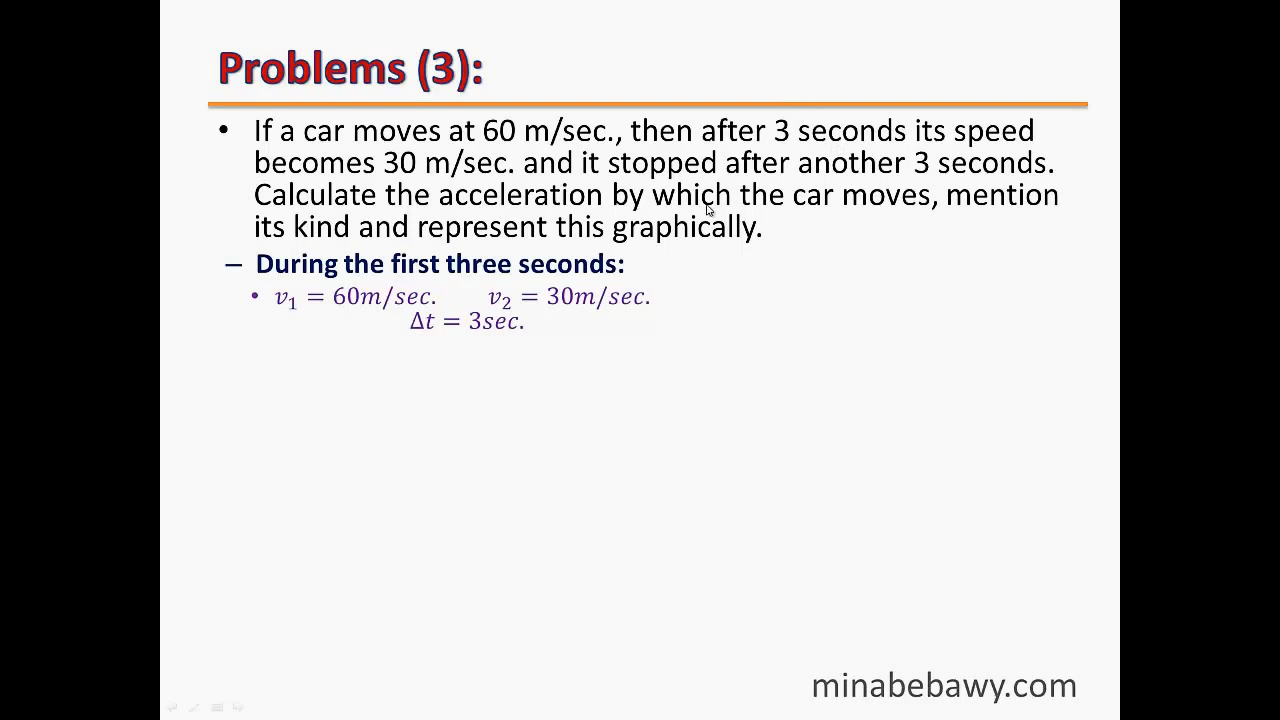 Problems (3):
• If a car moves at 60 m/sec., then after 3 seconds its speed
becomes 30 m/sec. and it stopped after another 3 seconds.
Calculate the acceleration by which the car moves, mention
its kind and represent this graphically.
– During the first three seconds:
• v₁ = 60m/sec. v₂ = 30m/sec.
Δt = 3sec.
minabebawy.com